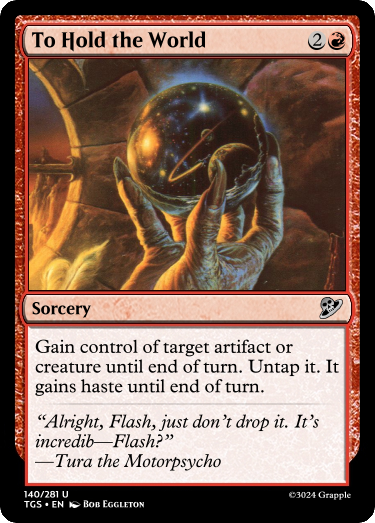 To Hold the World 2
Sorcery
Gain control of target artifact or
creature until end of turn. Untap it. It
gains haste until end of turn.
“Alright, Flash, just don’t drop it. It’s
incredib—Flash?”
—Tura the Motorpsycho
140/281 U
©3024 Grapple
TGS • EN Bob Eggleton